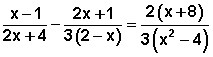 (x−1)/(2x+4) − (2x+1)/(3(2−x)) = (2(x+8))/(3(x²−4))